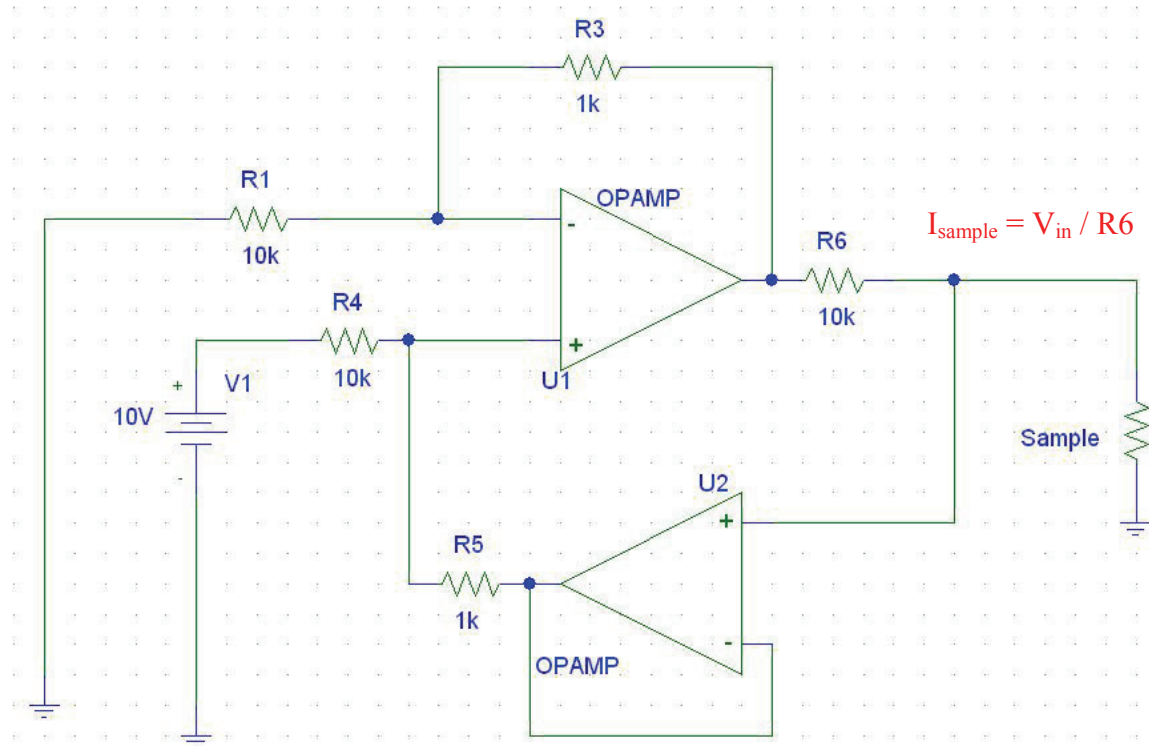 R3
1k
OPAMP
R1
-
10k
R6
I_sample = V_in / R6
10k
R4
+
10k
U1
+
V1
10V
-
Sample
U2
+
R5
1k
-
OPAMP